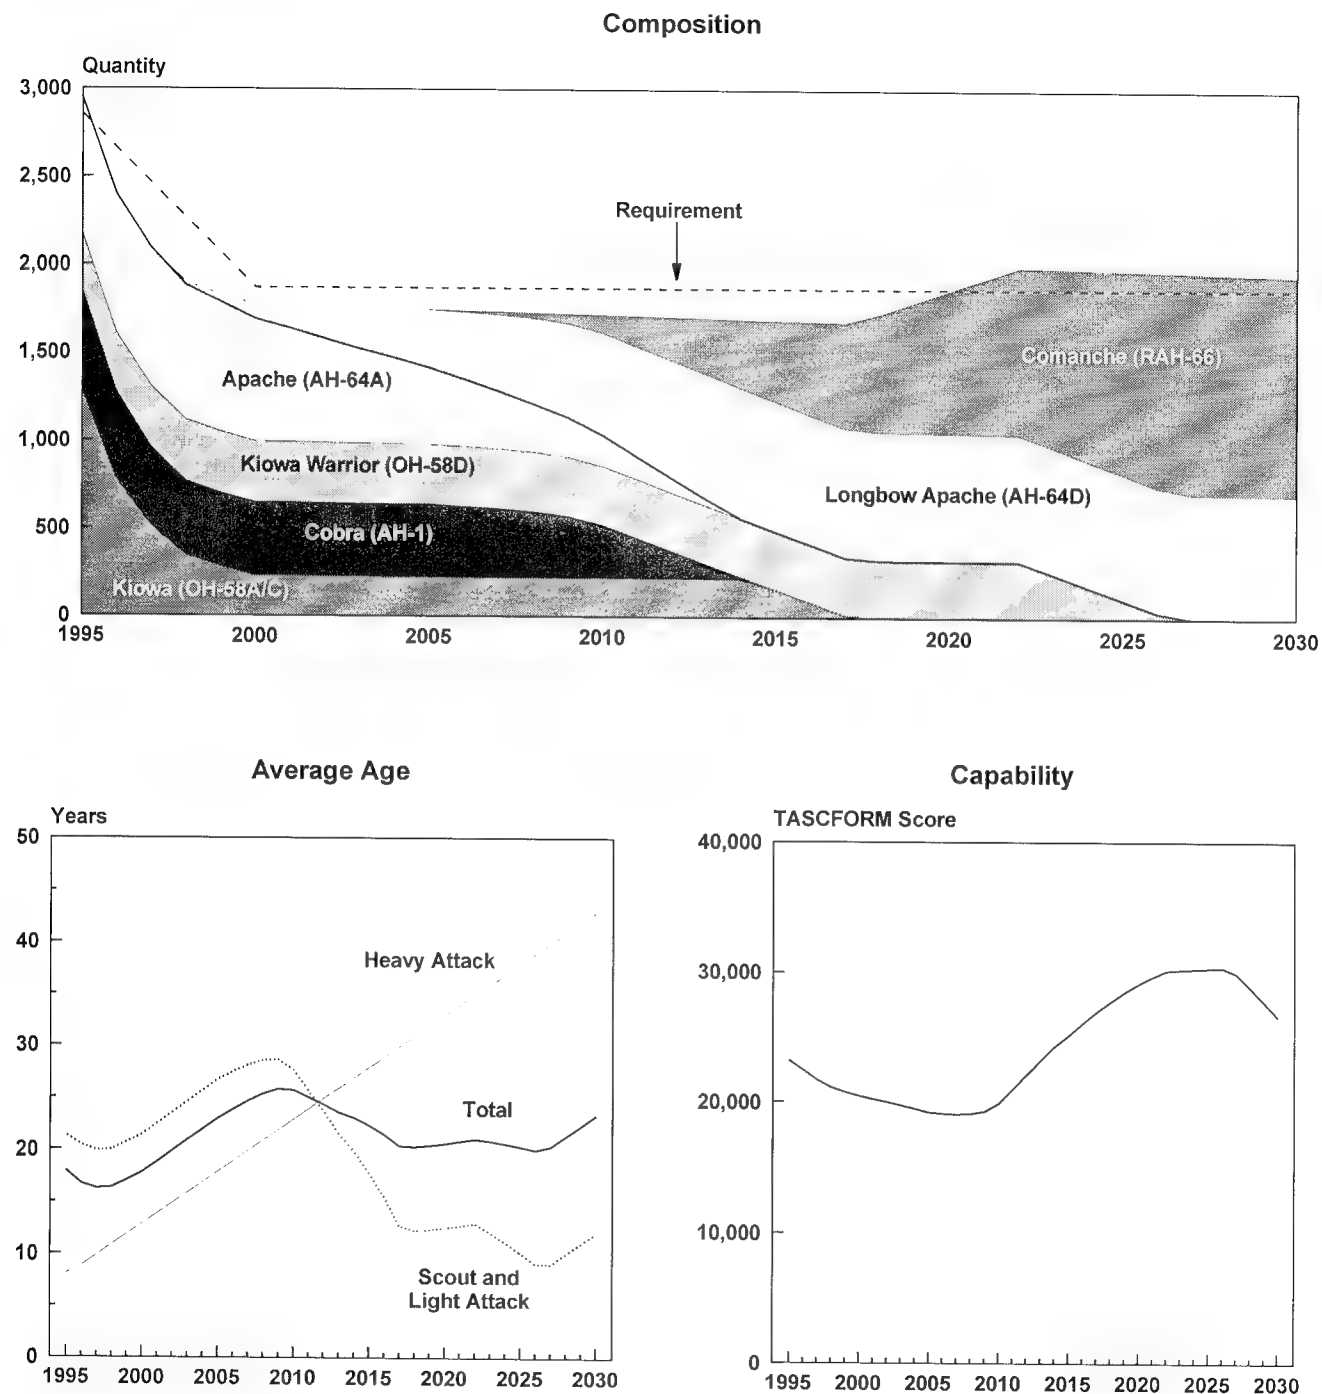 Composition
Quantity
3,000
2,500
2,000
1,500
1,000
500
0
Requirement
Apache (AH-64A)
Comanche (RAH-66)
Kiowa Warrior (OH-58D)
Longbow Apache (AH-64D)
Cobra (AH-1)
Kiowa (OH-58A/C)
1995 2000 2005 2010 2015 2020 2025 2030
Average Age
Years
50
40
30
20
10
0
Heavy Attack
Total
Scout and
Light Attack
1995 2000 2005 2010 2015 2020 2025 2030
Capability
TASCFORM Score
40,000
30,000
20,000
10,000
0
1995 2000 2005 2010 2015 2020 2025 2030